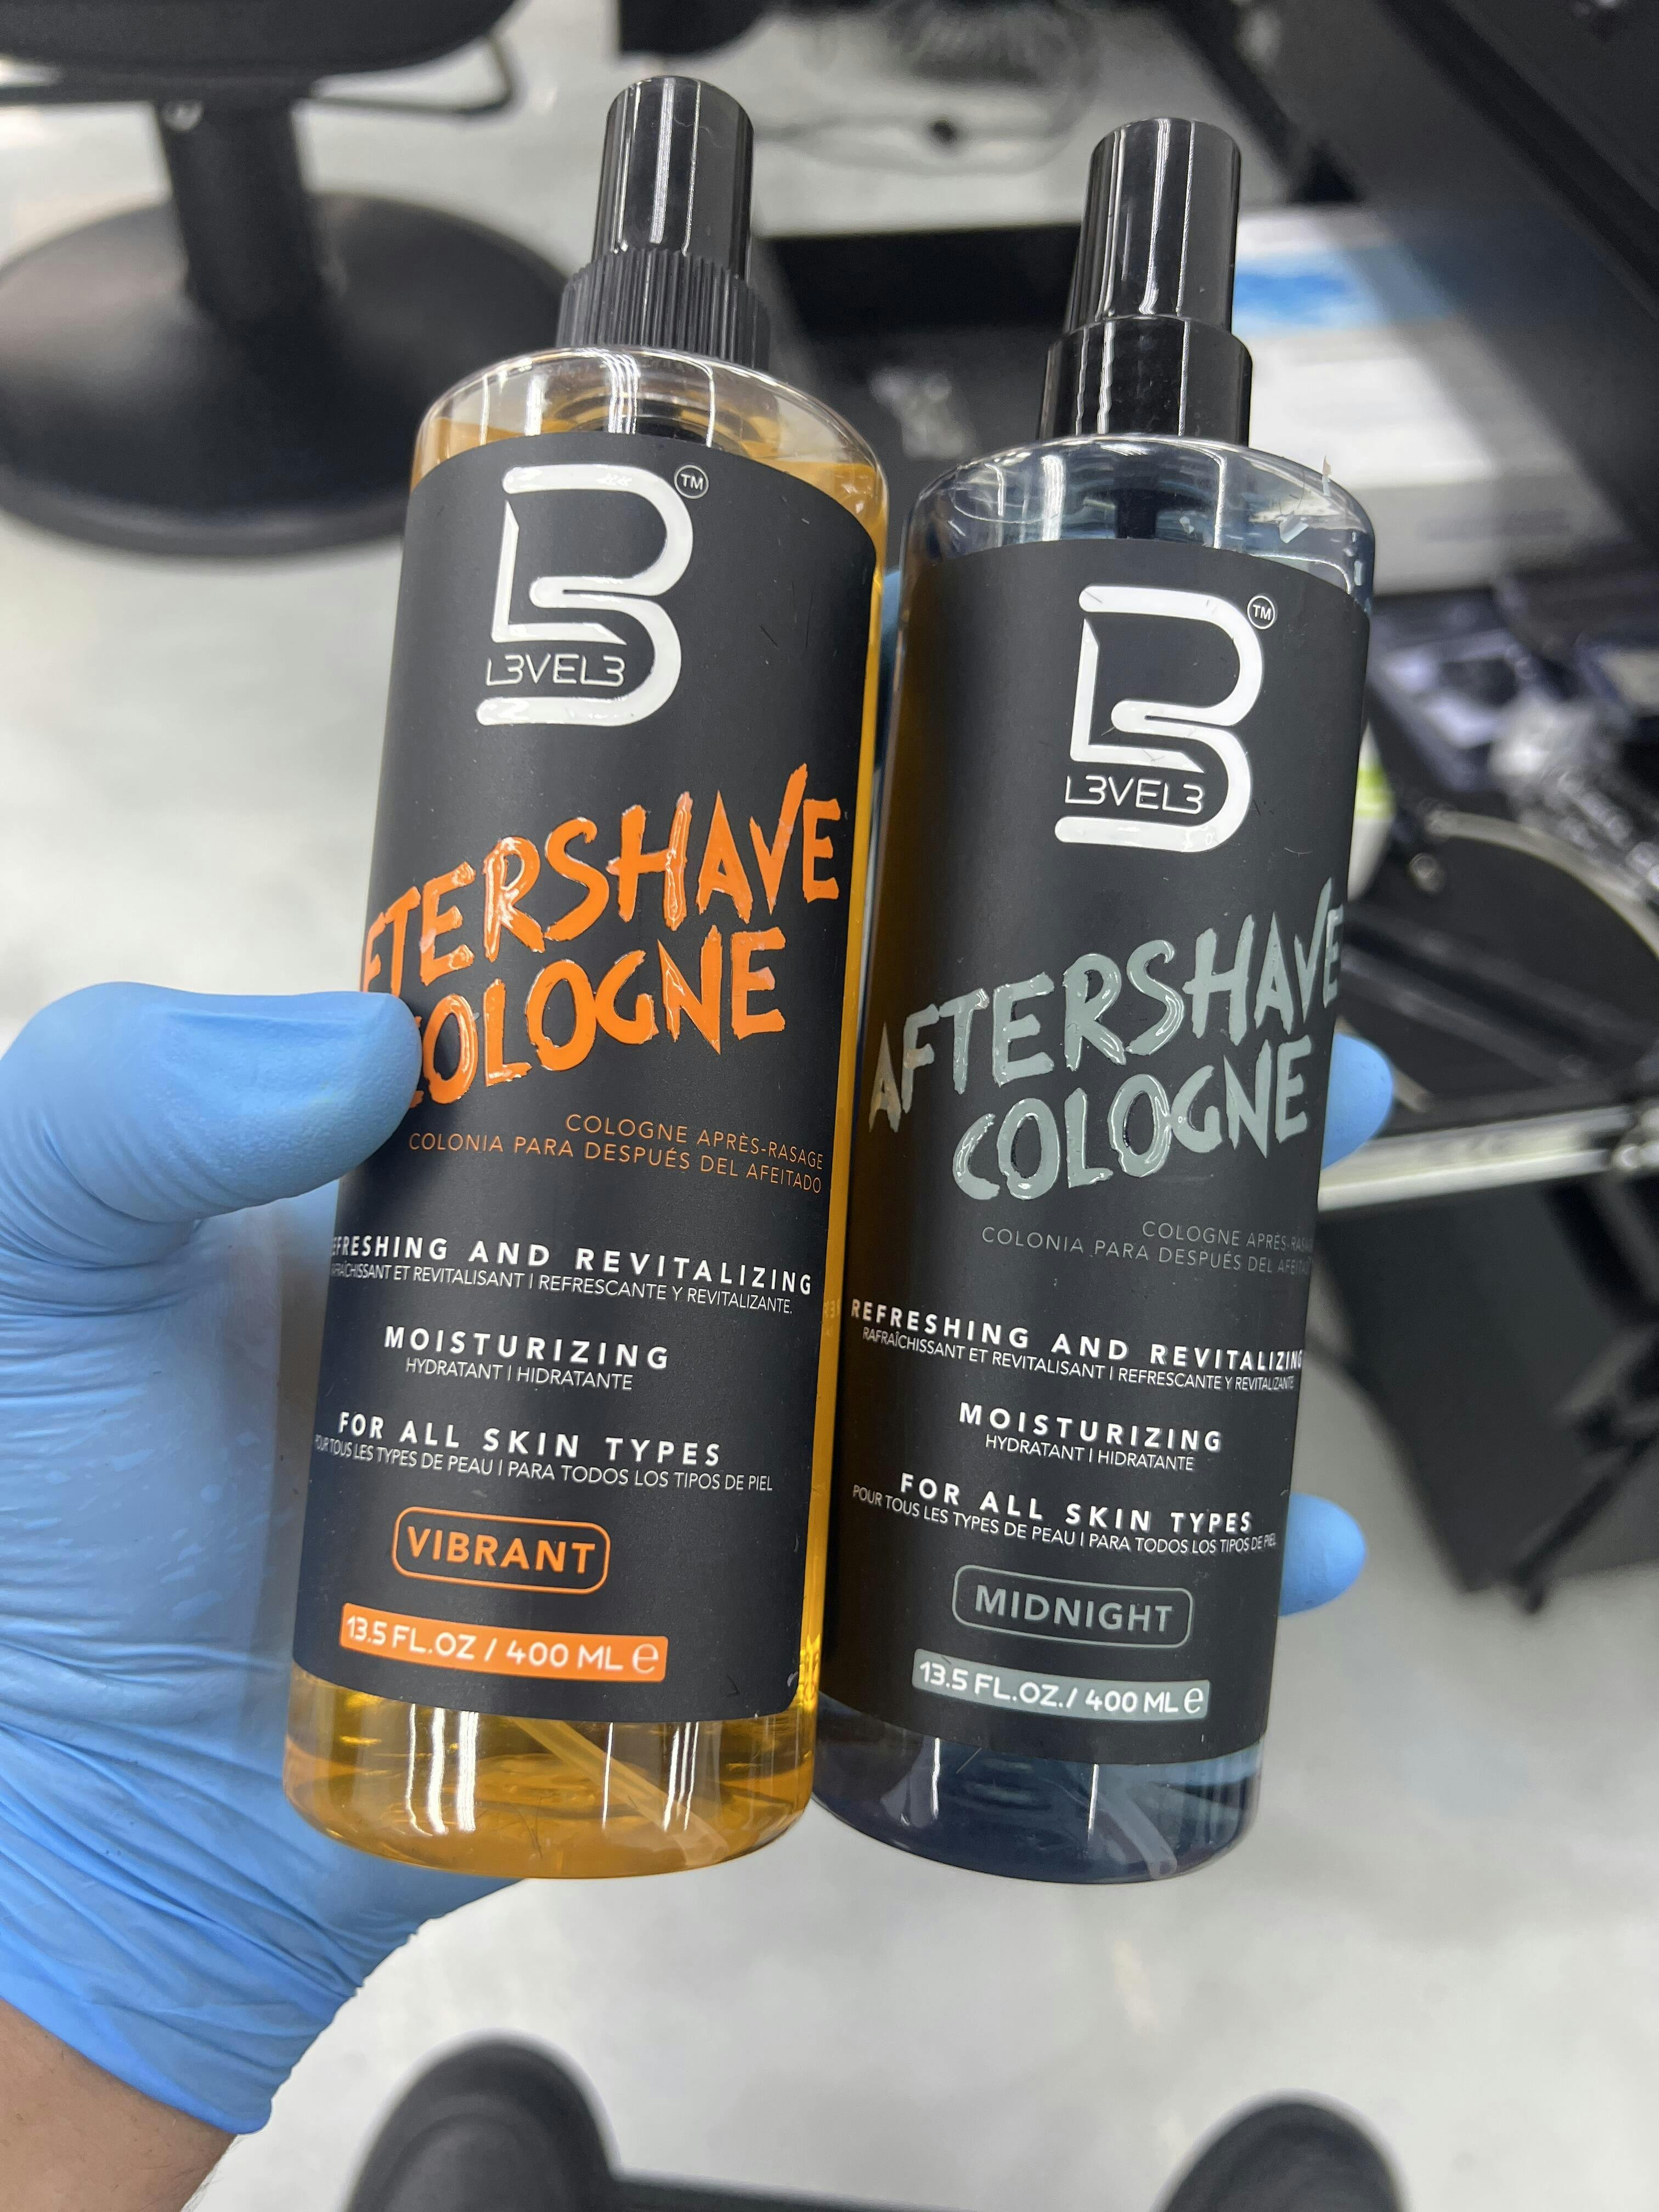 TM
L3VEL3
AFTERSHAVE
COLOGNE
COLOGNE APRÈS-RASAGE
COLONIA PARA DESPUÉS DEL AFEITADO
REFRESHING AND REVITALIZING
RAFRAÎCHISSANT ET REVITALISANT | REFRESCANTE Y REVITALIZANTE.
MOISTURIZING
HYDRATANT | HIDRATANTE
FOR ALL SKIN TYPES
POUR TOUS LES TYPES DE PEAU | PARA TODOS LOS TIPOS DE PIEL
VIBRANT
13.5 FL.OZ / 400 ML e
TM
L3VEL3
AFTERSHAVE
COLOGNE
COLOGNE APRÈS-RASAGE
COLONIA PARA DESPUÉS DEL AFEITADO
REFRESHING AND REVITALIZING
RAFRAÎCHISSANT ET REVITALISANT | REFRESCANTE Y REVITALIZANTE
MOISTURIZING
HYDRATANT | HIDRATANTE
FOR ALL SKIN TYPES
POUR TOUS LES TYPES DE PEAU | PARA TODOS LOS TIPOS DE PIEL
MIDNIGHT
13.5 FL.OZ./ 400 ML e